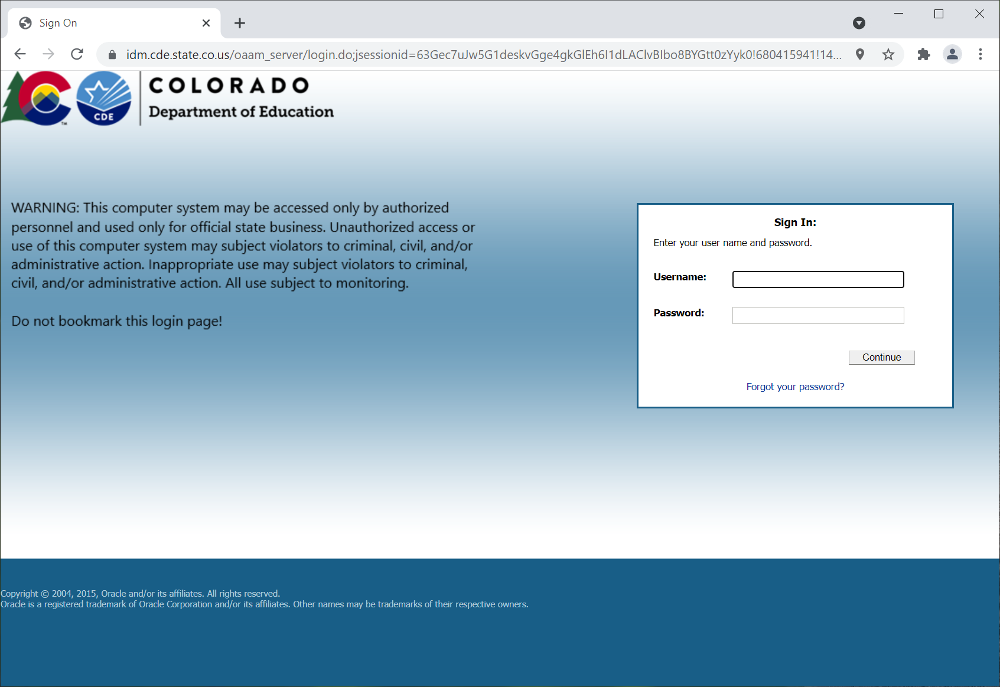 Sign On
idm.cde.state.co.us/oaam_server/login.do;jsessionid=63Gec7uJw5G1deskvGge4gkGlEh6I1dLAClvBIbo8BYGtt0zYyk0!680415941!14...
COLORADO
Department of Education
CDE
TM
WARNING: This computer system may be accessed only by authorized
personnel and used only for official state business. Unauthorized access or
use of this computer system may subject violators to criminal, civil, and/or
administrative action. Inappropriate use may subject violators to criminal,
civil, and/or administrative action. All use subject to monitoring.
Do not bookmark this login page!
Sign In:
Enter your user name and password.
Username:
Password:
Continue
Forgot your password?
Copyright © 2004, 2015, Oracle and/or its affiliates. All rights reserved.
Oracle is a registered trademark of Oracle Corporation and/or its affiliates. Other names may be trademarks of their respective owners.